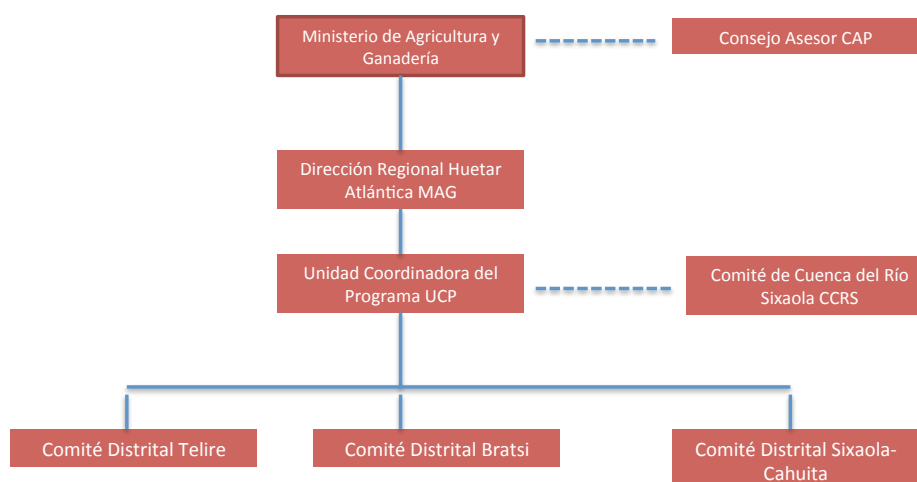 Ministerio de Agricultura y
Ganadería
Consejo Asesor CAP
Dirección Regional Huetar
Atlántica MAG
Unidad Coordinadora del
Programa UCP
Comité de Cuenca del Río
Sixaola CCRS
Comité Distrital Telire
Comité Distrital Bratsi
Comité Distrital Sixaola-
Cahuita